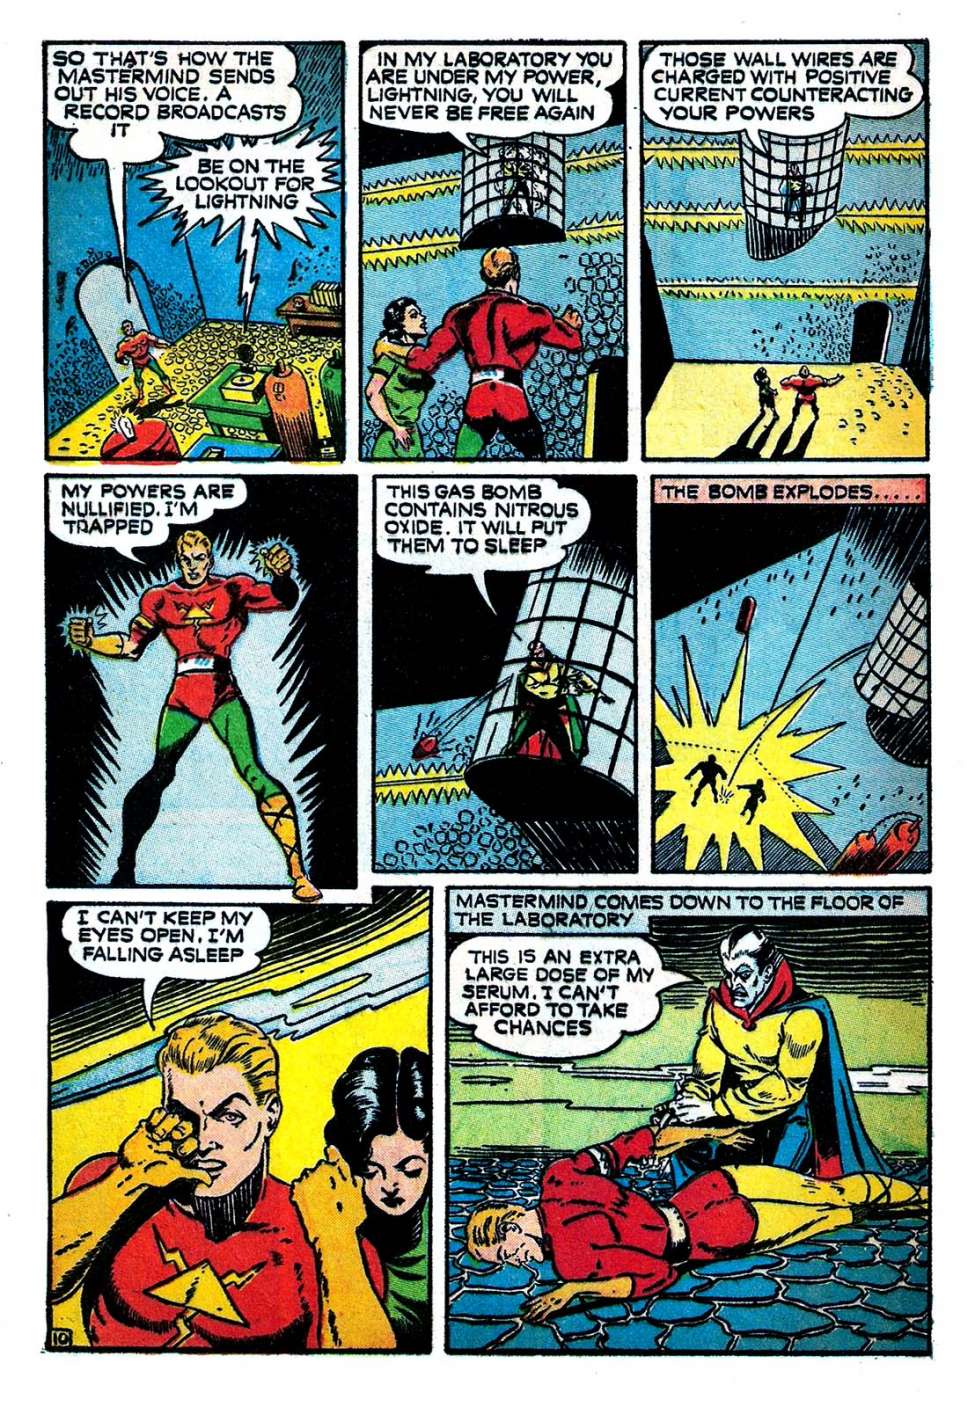 SO THAT'S HOW THE
MASTERMIND SENDS
OUT HIS VOICE. A
RECORD BROADCASTS
IT
BE ON THE
LOOKOUT FOR
LIGHTNING
IN MY LABORATORY YOU
ARE UNDER MY POWER,
LIGHTNING, YOU WILL
NEVER BE FREE AGAIN
THOSE WALL WIRES ARE
CHARGED WITH POSITIVE
CURRENT COUNTERACTING
YOUR POWERS
MY POWERS ARE
NULLIFIED. I'M
TRAPPED
THIS GAS BOMB
CONTAINS NITROUS
OXIDE. IT WILL PUT
THEM TO SLEEP
THE BOMB EXPLODES.....
I CAN'T KEEP MY
EYES OPEN. I'M
FALLING ASLEEP
MASTERMIND COMES DOWN TO THE FLOOR OF
THE LABORATORY
THIS IS AN EXTRA
LARGE DOSE OF MY
SERUM. I CAN'T
AFFORD TO TAKE
CHANCES
10